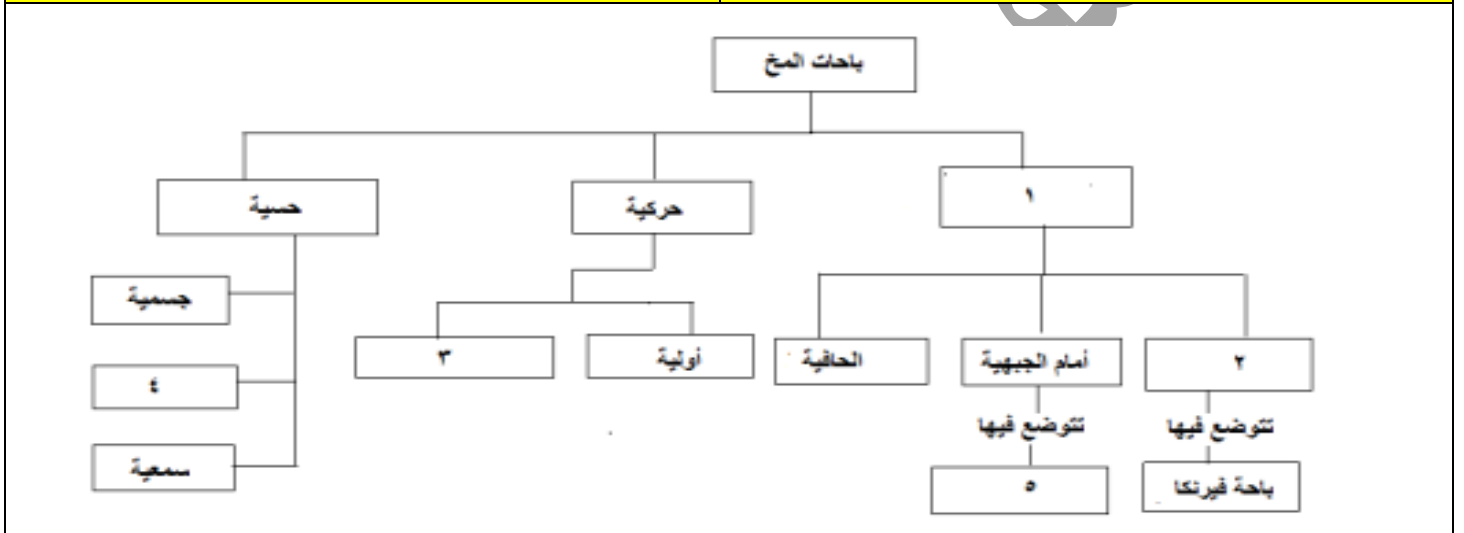 باحات المخ
١
حركية
حسية
جسمية
٤
سمعية
أولية
٣
٢
أمام الجبهية
الحافية
تتوضع فيها
تتوضع فيها
باحة فيرنكا
٥